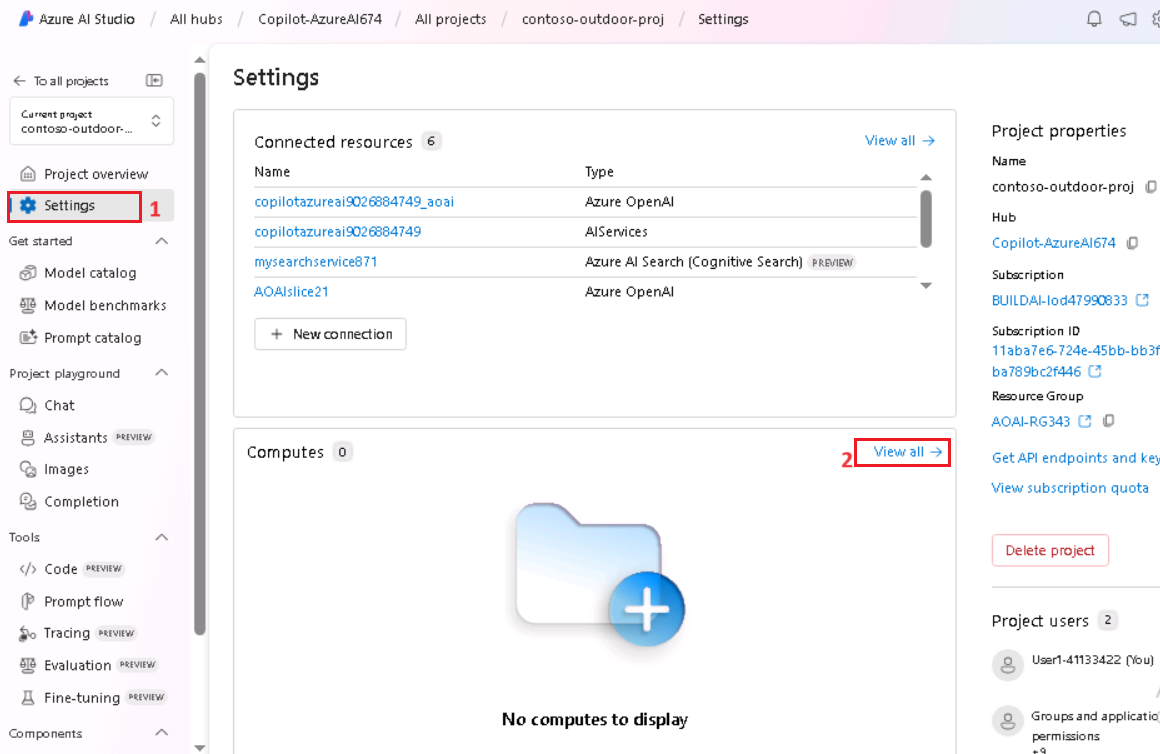 Azure AI Studio / All hubs / Copilot-AzureAI674 / All projects / contoso-outdoor-proj / Settings
To all projects
Current project
contoso-outdoor-...
Project overview
Settings 1
Get started
Model catalog
Model benchmarks
Prompt catalog
Project playground
Chat
Assistants PREVIEW
Images
Completion
Tools
Code PREVIEW
Prompt flow
Tracing PREVIEW
Evaluation PREVIEW
Fine-tuning PREVIEW
Components
Settings
Connected resources 6 View all →
Name Type
copilotazureai9026884749_aoai Azure OpenAI
copilotazureai9026884749 AIServices
mysearchservice871 Azure AI Search (Cognitive Search) PREVIEW
AOAIslice21 Azure OpenAI
+ New connection
Computes 0 2 View all →
No computes to display
Project properties
Name
contoso-outdoor-proj
Hub
Copilot-AzureAI674
Subscription
BUILDAI-lod47990833
Subscription ID
11aba7e6-724e-45bb-bb3f
ba789bc2f446
Resource Group
AOAI-RG343
Get API endpoints and key
View subscription quota
Delete project
Project users 2
User1-41133422 (You)
Groups and applicatio
permissions